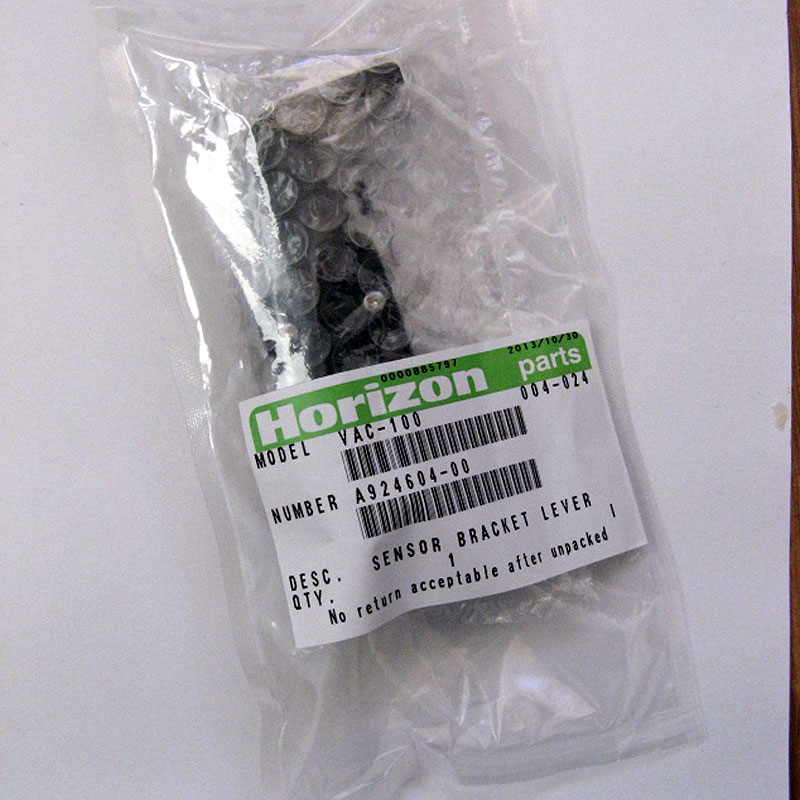 0000885797 2013/10/30
Horizon parts
MODEL VAC-100 004-024
NUMBER A924604-00
DESC. SENSOR BRACKET LEVER
QTY. 1 I
No return acceptable after unpacked